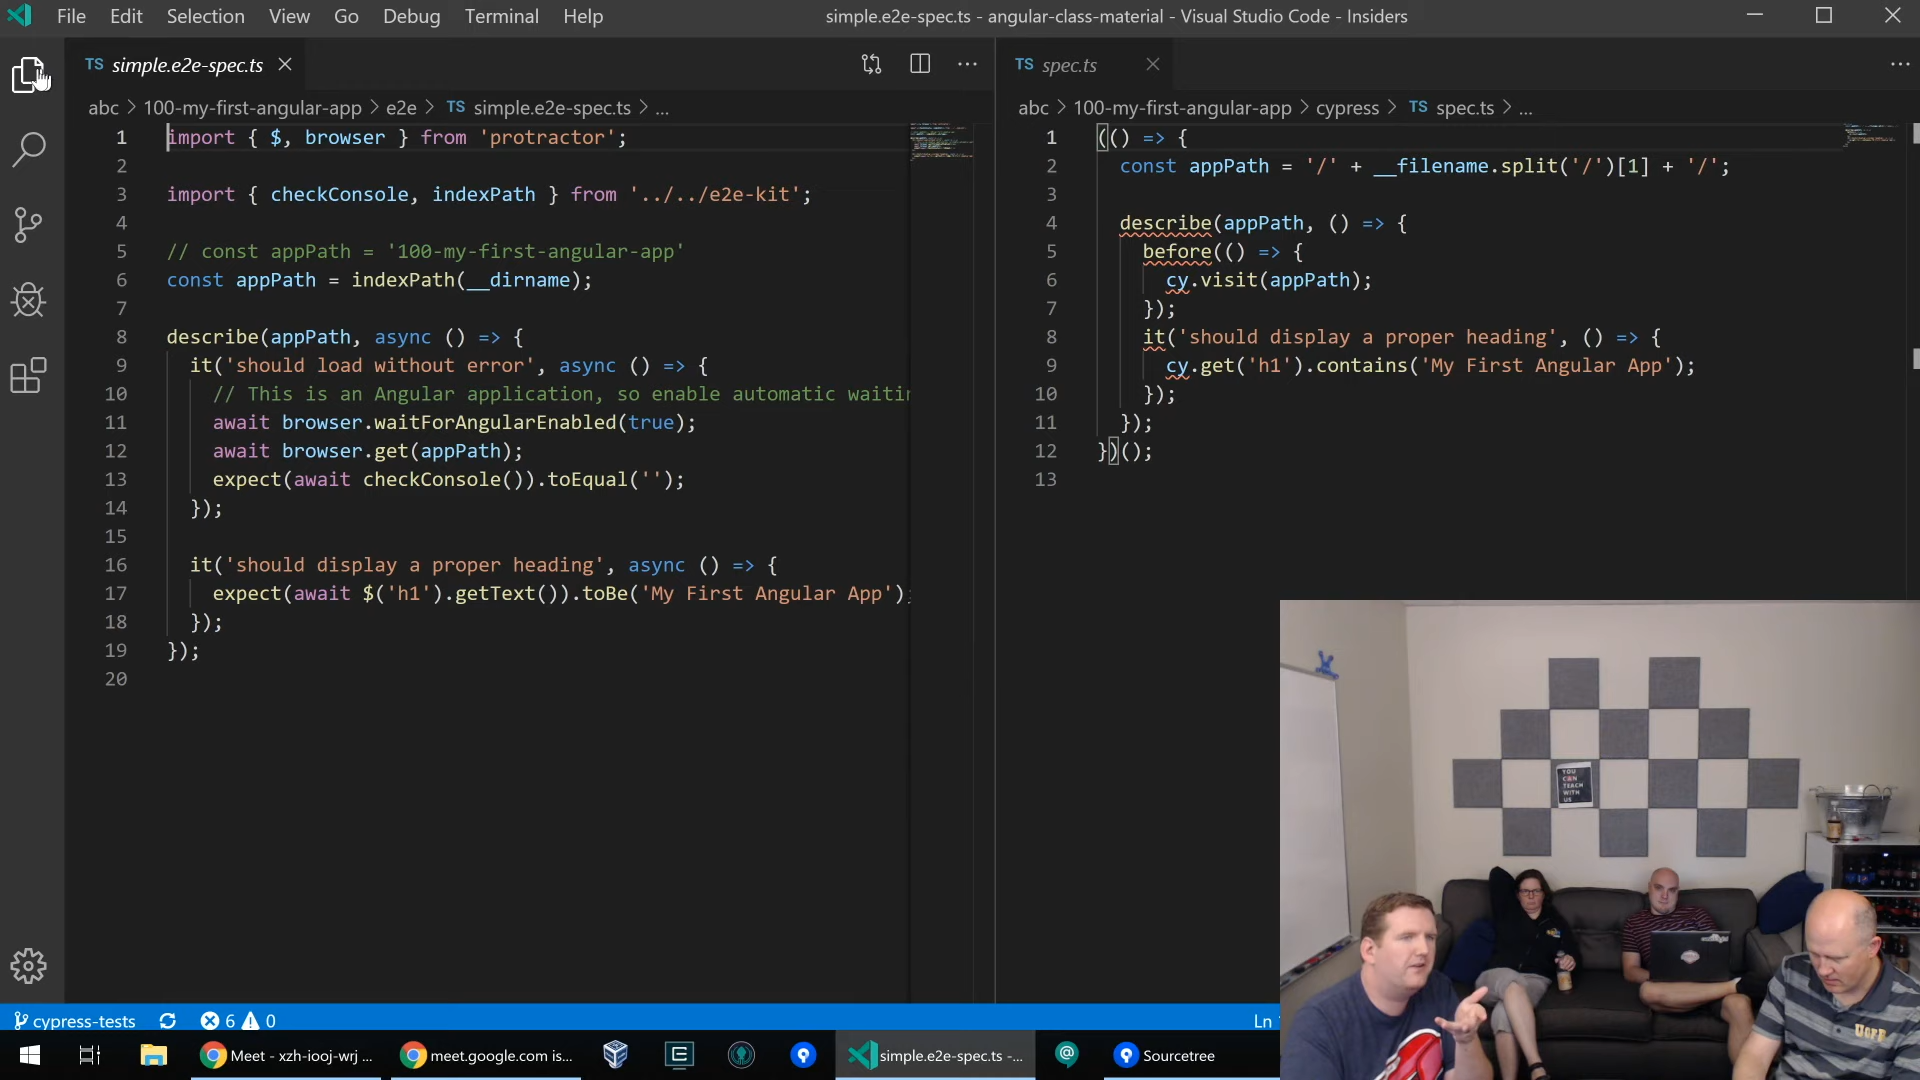 File Edit Selection View Go Debug Terminal Help
simple.e2e-spec.ts - angular-class-material - Visual Studio Code - Insiders
TS simple.e2e-spec.ts
abc > 100-my-first-angular-app > e2e > TS simple.e2e-spec.ts > ...
1 import { $, browser } from 'protractor';
2
3 import { checkConsole, indexPath } from '../../e2e-kit';
4
5 // const appPath = '100-my-first-angular-app'
6 const appPath = indexPath(__dirname);
7
8 describe(appPath, async () => {
9 it('should load without error', async () => {
10 // This is an Angular application, so enable automatic waitin
11 await browser.waitForAngularEnabled(true);
12 await browser.get(appPath);
13 expect(await checkConsole()).toEqual('');
14 });
15
16 it('should display a proper heading', async () => {
17 expect(await $('h1').getText()).toBe('My First Angular App');
18 });
19 });
20
TS spec.ts
abc > 100-my-first-angular-app > cypress > TS spec.ts > ...
1 (() => {
2 const appPath = '/' + __filename.split('/')[1] + '/';
3
4 describe(appPath, () => {
5 before(() => {
6 cy.visit(appPath);
7 });
8 it('should display a proper heading', () => {
9 cy.get('h1').contains('My First Angular App');
10 });
11 });
12 })();
13
YOU
CAN
TEACH
WITH
US
cypress-tests 6 0
Ln
Meet - xzh-iooj-wrj ...
meet.google.com is...
simple.e2e-spec.ts -...
Sourcetree